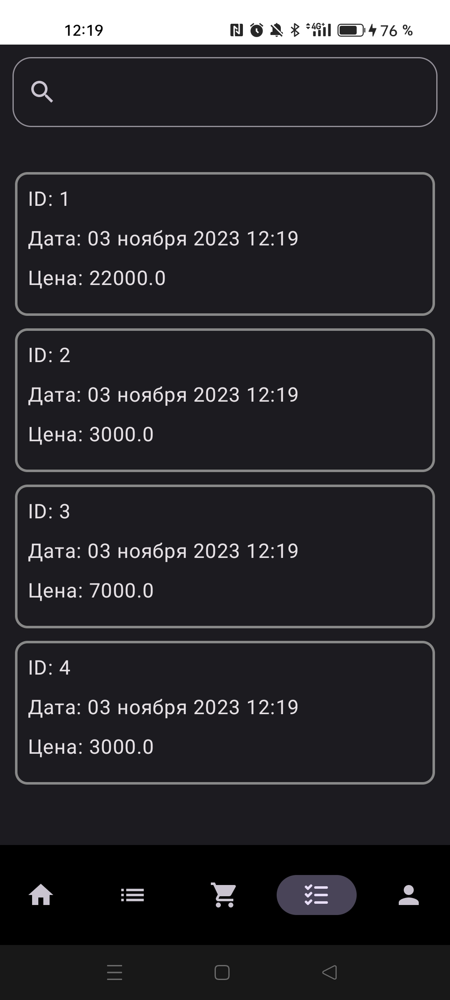 12:19
4G+
76 %
ID: 1
Дата: 03 ноября 2023 12:19
Цена: 22000.0
ID: 2
Дата: 03 ноября 2023 12:19
Цена: 3000.0
ID: 3
Дата: 03 ноября 2023 12:19
Цена: 7000.0
ID: 4
Дата: 03 ноября 2023 12:19
Цена: 3000.0